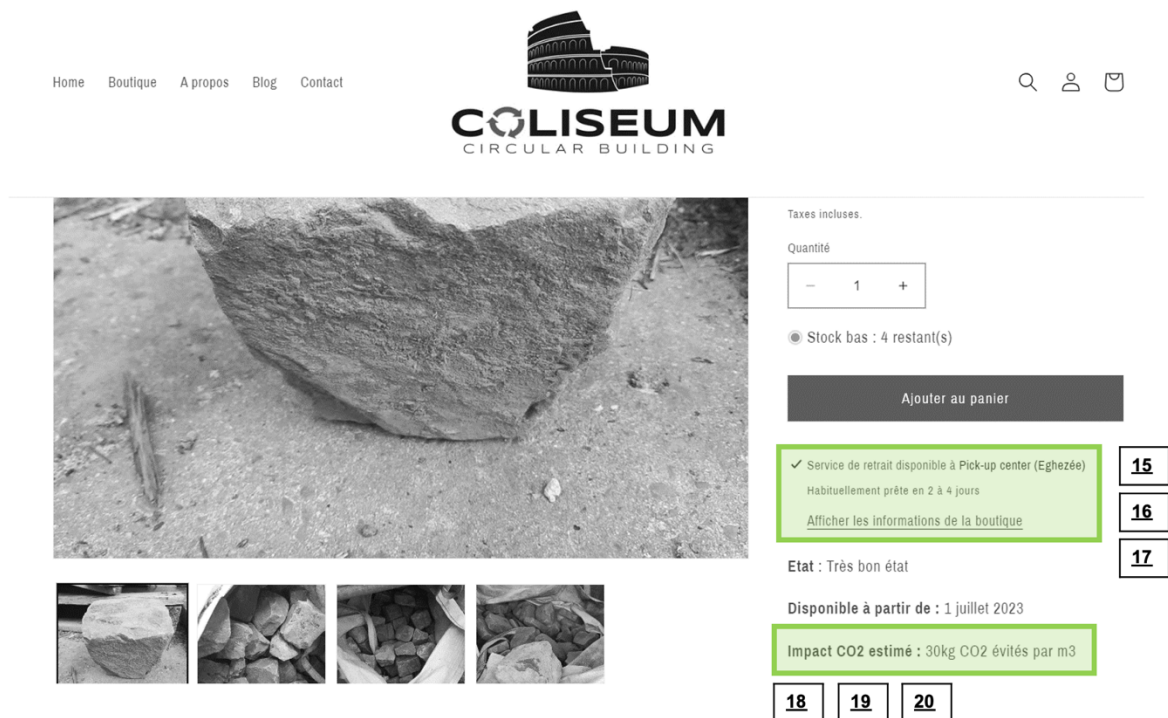 Home Boutique A propos Blog Contact
COLISEUM
CIRCULAR BUILDING
Taxes incluses.
Quantité
− 1 +
Stock bas : 4 restant(s)
Ajouter au panier
Service de retrait disponible à Pick-up center (Eghezée)
Habituellement prête en 2 à 4 jours
Afficher les informations de la boutique
15
16
17
Etat : Très bon état
Disponible à partir de : 1 juillet 2023
Impact CO2 estimé : 30kg CO2 évités par m3
18 19 20